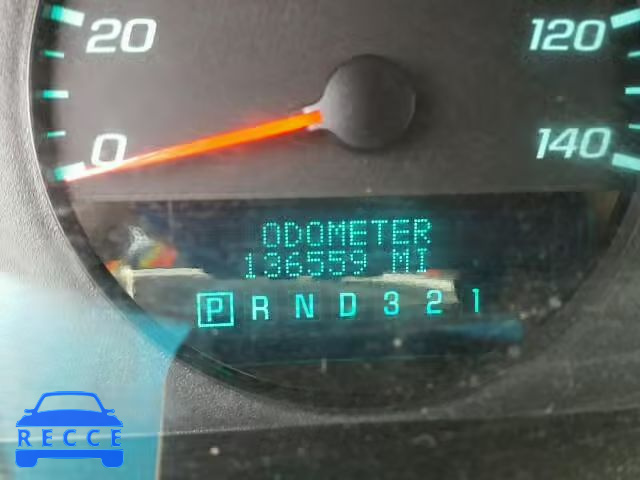 20
120
0
140
ODOMETER
136559 MI
P R N D 3 2 1
RECCE